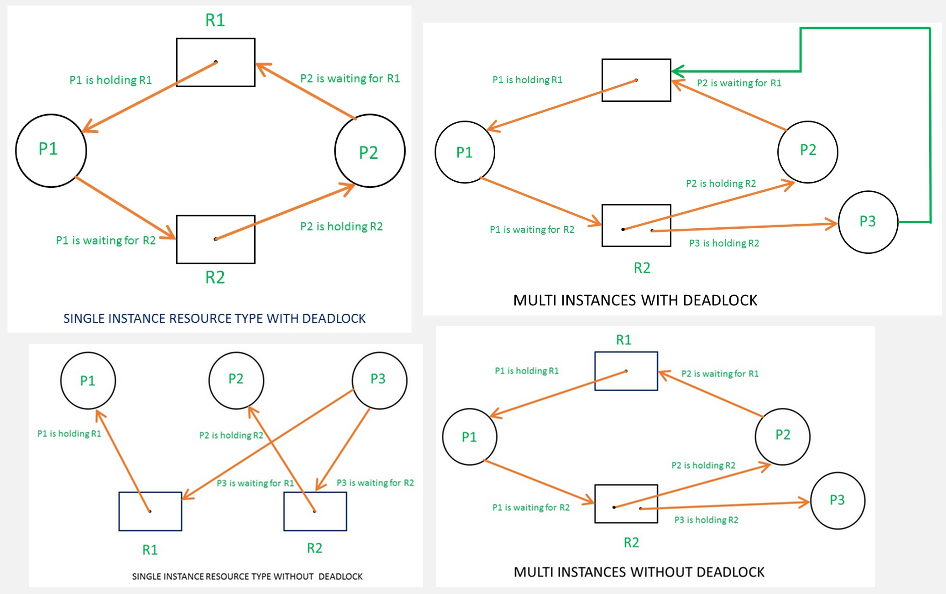 R1
P1 is holding R1
P2 is waiting for R1
P1
P2
P1 is waiting for R2
P2 is holding R2
R2
SINGLE INSTANCE RESOURCE TYPE WITH DEADLOCK
P1 is holding R1
P2 is waiting for R1
P1
P2
P2 is holding R2
P3
P1 is waiting for R2
P3 is holding R2
R2
MULTI INSTANCES WITH DEADLOCK
P1
P2
P3
P1 is holding R1
P2 is holding R2
P3 is waiting for R1
P3 is waiting for R2
R1
R2
SINGLE INSTANCE RESOURCE TYPE WITHOUT DEADLOCK
R1
P1 is holding R1
P2 is waiting for R1
P1
P2
P2 is holding R2
P3
P1 is waiting for R2
P3 is holding R2
R2
MULTI INSTANCES WITHOUT DEADLOCK